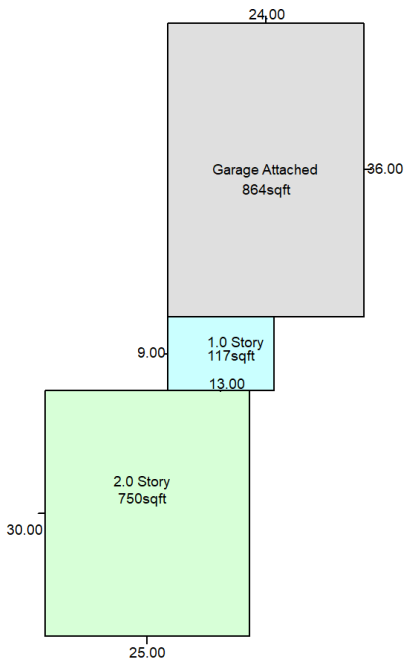 24.00
Garage Attached
864sqft
36.00
1.0 Story
117sqft
9.00
13.00
2.0 Story
750sqft
30.00
25.00